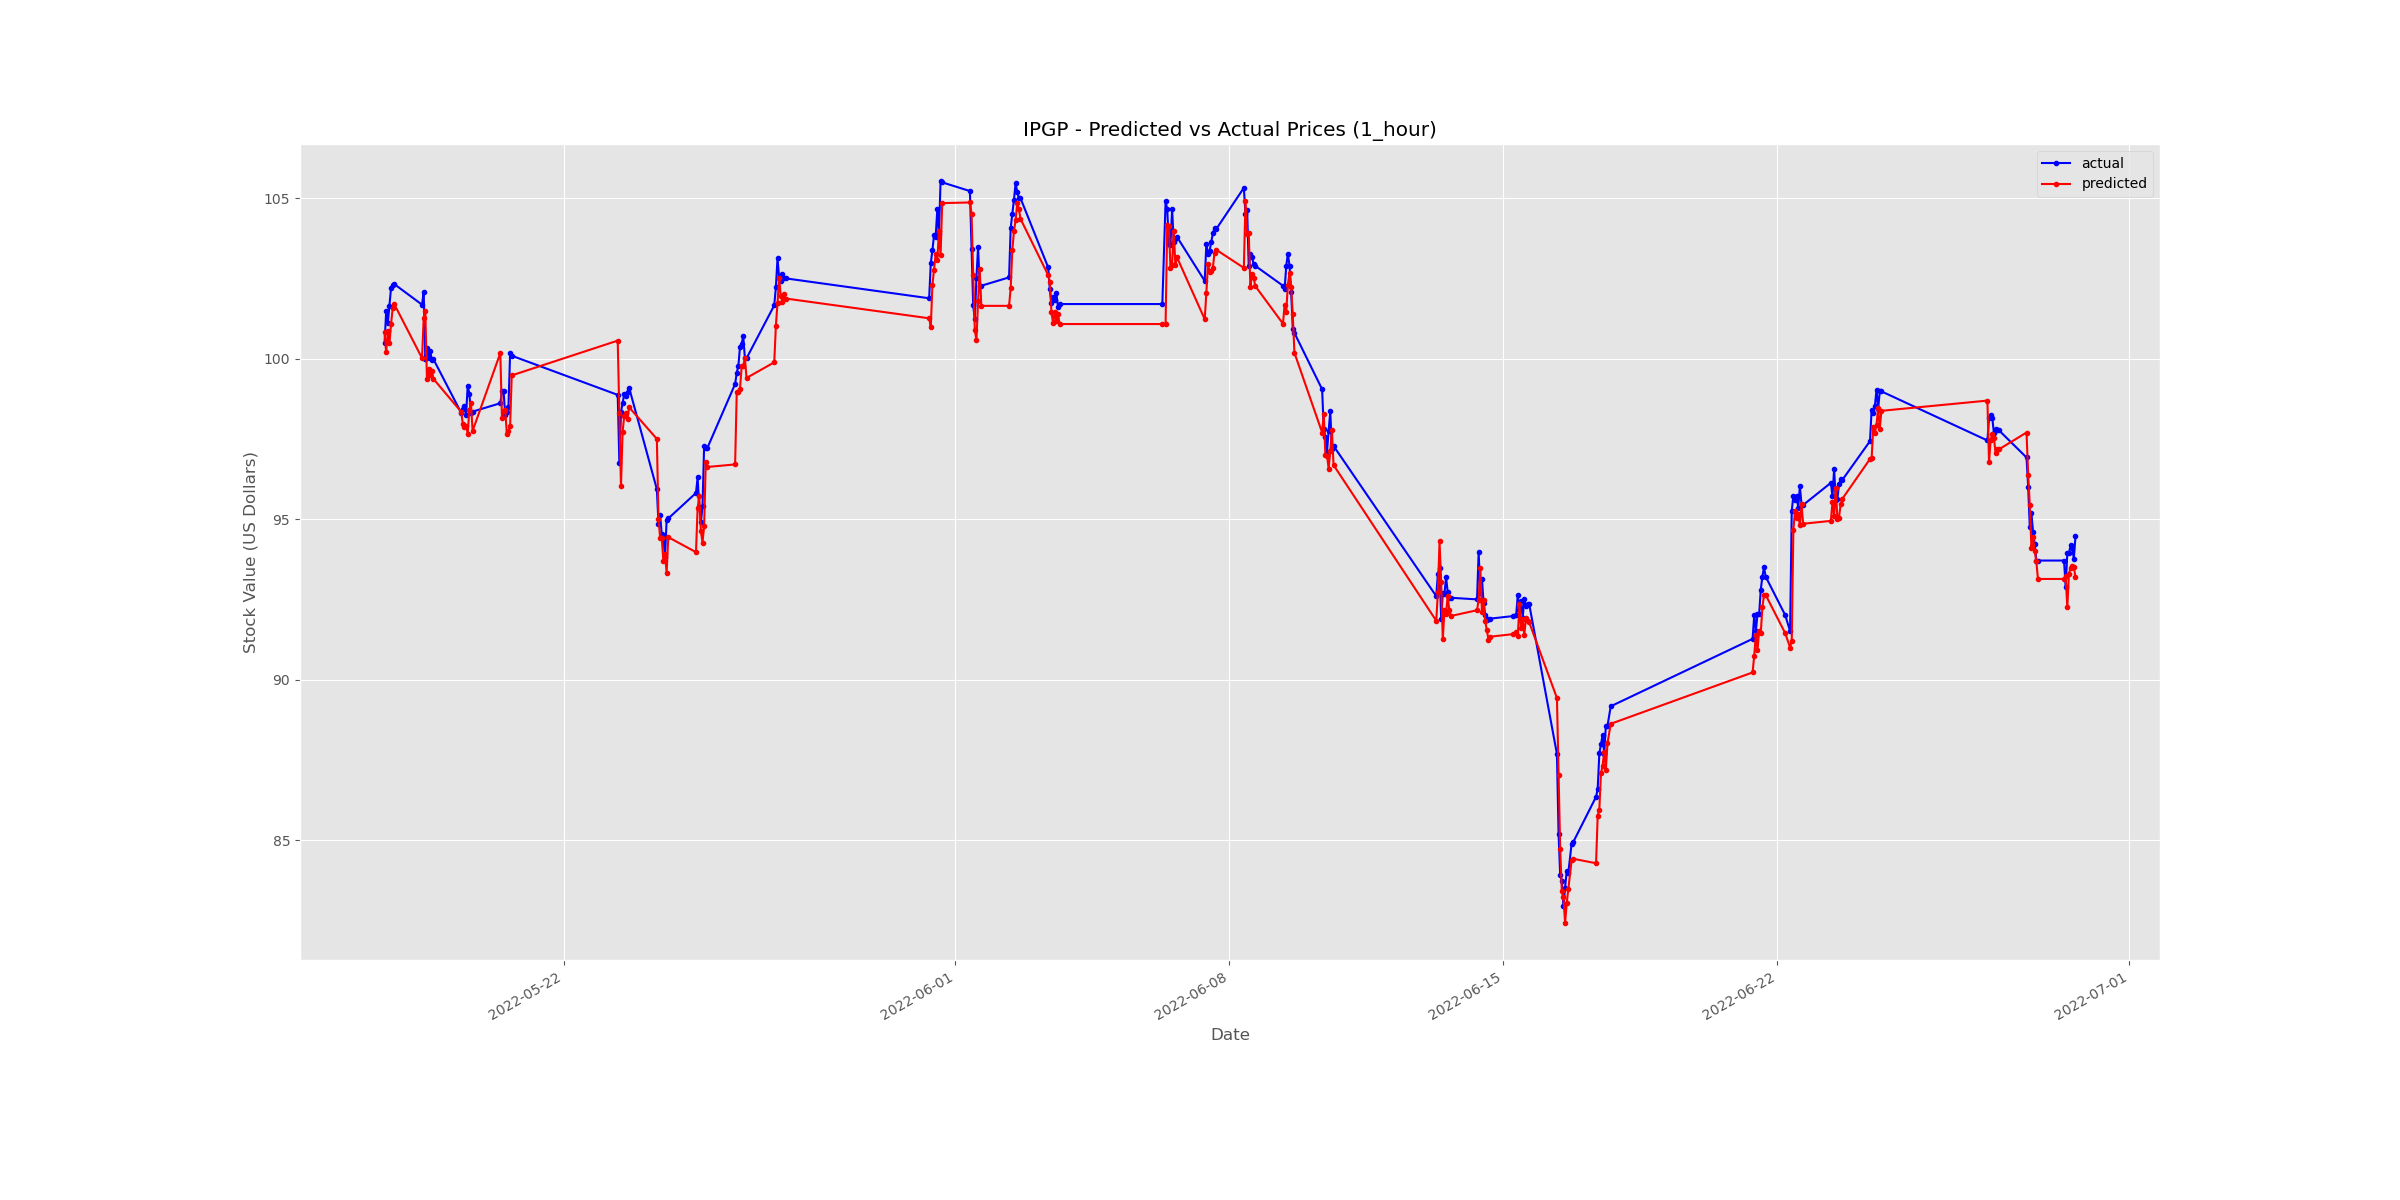 IPGP - Predicted vs Actual Prices (1_hour)
actual
predicted
Stock Value (US Dollars)
105
100
95
90
85
2022-05-22
2022-06-01
2022-06-08
2022-06-15
2022-06-22
2022-07-01
Date